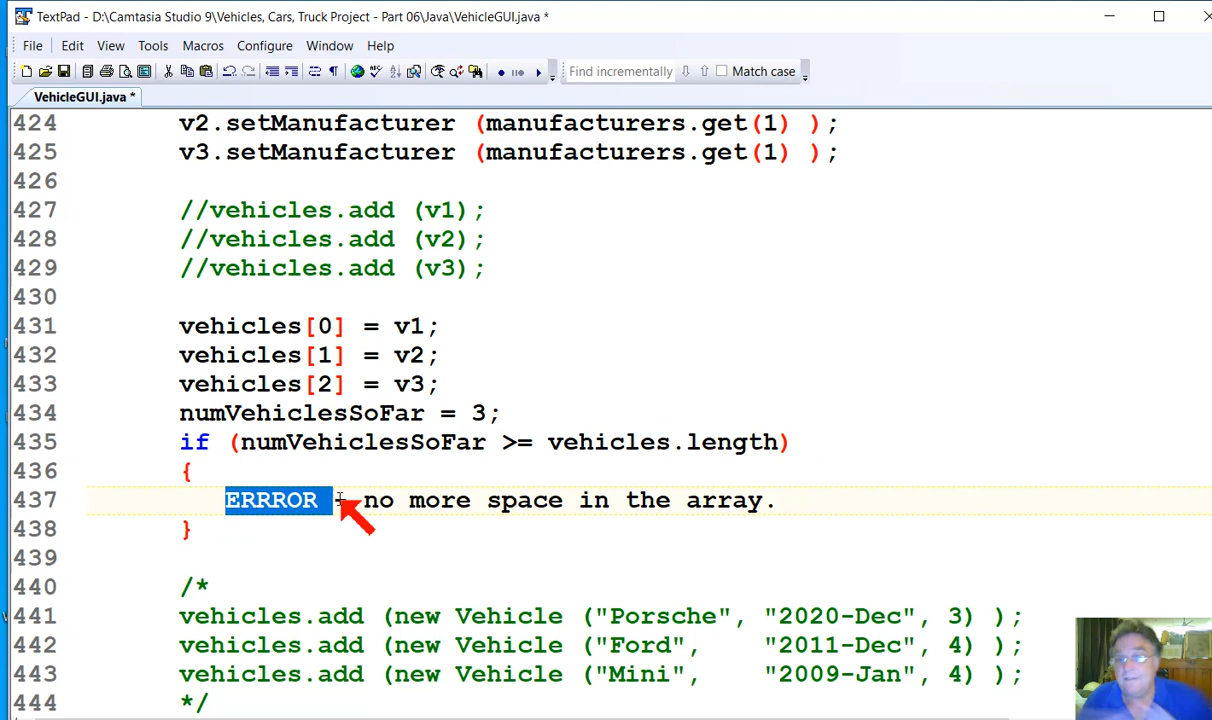 TextPad - D:\Camtasia Studio 9\Vehicles, Cars, Truck Project - Part 06\Java\VehicleGUI.java *
File Edit View Tools Macros Configure Window Help
Find incrementally Match case
VehicleGUI.java *
424 v2.setManufacturer (manufacturers.get(1) );
425 v3.setManufacturer (manufacturers.get(1) );
426
427 //vehicles.add (v1);
428 //vehicles.add (v2);
429 //vehicles.add (v3);
430
431 vehicles[0] = v1;
432 vehicles[1] = v2;
433 vehicles[2] = v3;
434 numVehiclesSoFar = 3;
435 if (numVehiclesSoFar >= vehicles.length)
436 {
437 ERRROR - no more space in the array.
438 }
439
440 /*
441 vehicles.add (new Vehicle ("Porsche", "2020-Dec", 3) );
442 vehicles.add (new Vehicle ("Ford", "2011-Dec", 4) );
443 vehicles.add (new Vehicle ("Mini", "2009-Jan", 4) );
444 */